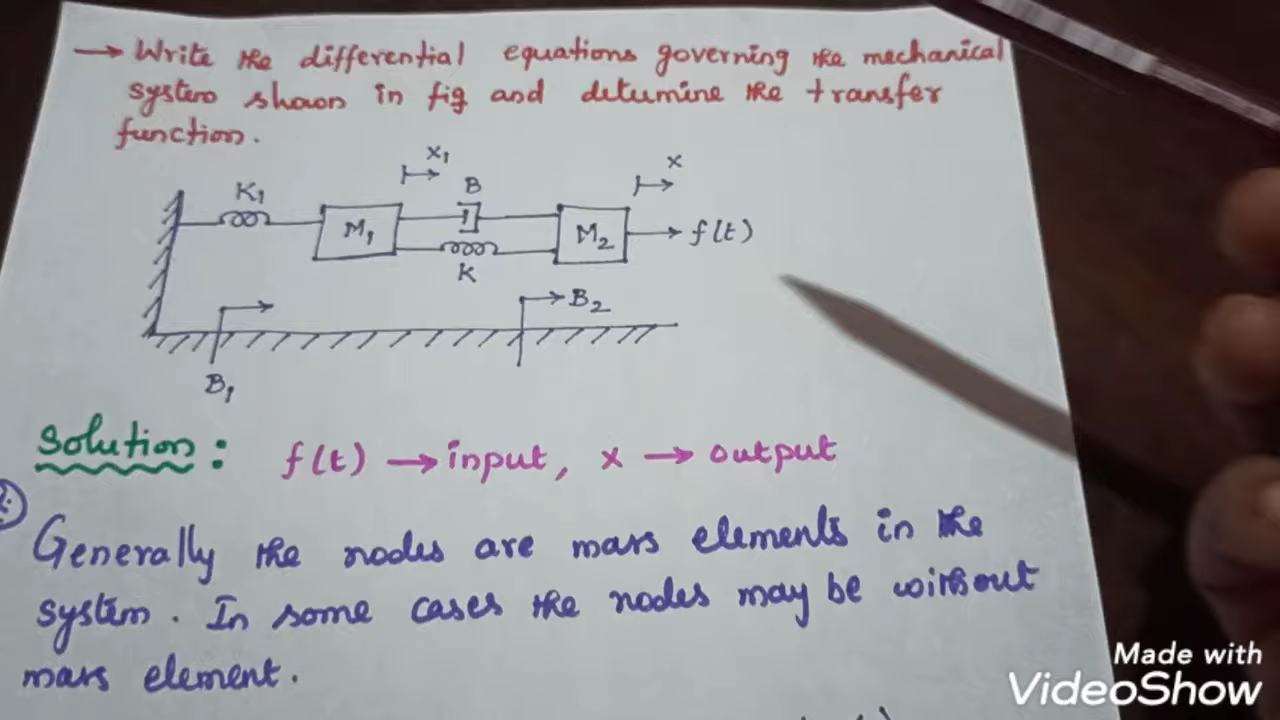 → Write the differential equations governing the mechanical
system shown in fig and determine the transfer
function.
x₁
x
K₁
B
M₁
M₂
f(t)
K
B₂
B₁
Solution: f(t) → input, x → output
Generally the nodes are mass elements in the
system. In some cases the nodes may be without
mass element.
Made with
VideoShow